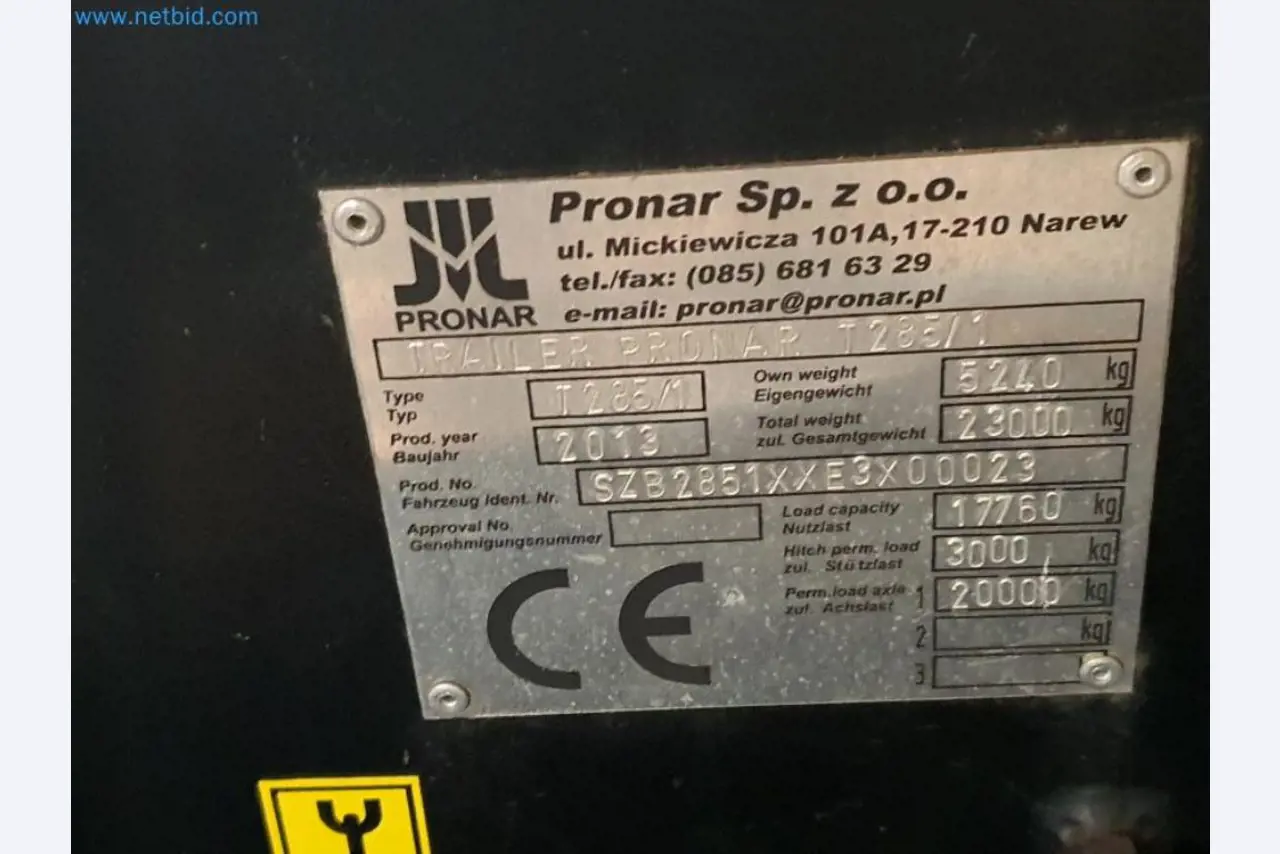 www.netbid.com
Pronar Sp. z o.o.
ul. Mickiewicza 101A,17-210 Narew
tel./fax: (085) 681 63 29
e-mail: pronar@pronar.pl
PRONAR
TRAILER PRONAR T285/1
Type
Typ
T285/1
Own weight
Eigengewicht
5240 kg
Prod. year
Baujahr
2013
Total weight
zul. Gesamtgewicht
23000 kg
Prod. No.
Fahrzeug Ident. Nr.
SZB2851XXE3X00023
Approval No.
Genehmigungsnummer
Load capacity
Nutzlast
17760 kg
Hitch perm. load
zul. Stützlast
3000 kg
Perm.load axle
zul. Achslast
1 20000 kg
2 kg
3
CE